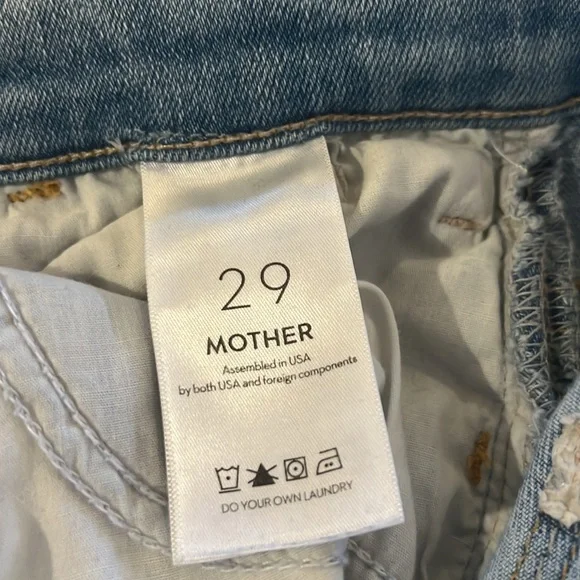 29
MOTHER
Assembled in USA
by both USA and foreign components
DO YOUR OWN LAUNDRY